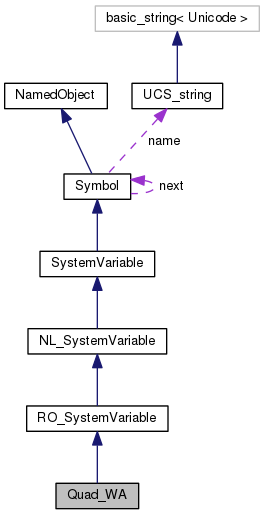 basic_string< Unicode >
NamedObject
UCS_string
name
Symbol
next
SystemVariable
NL_SystemVariable
RO_SystemVariable
Quad_WA